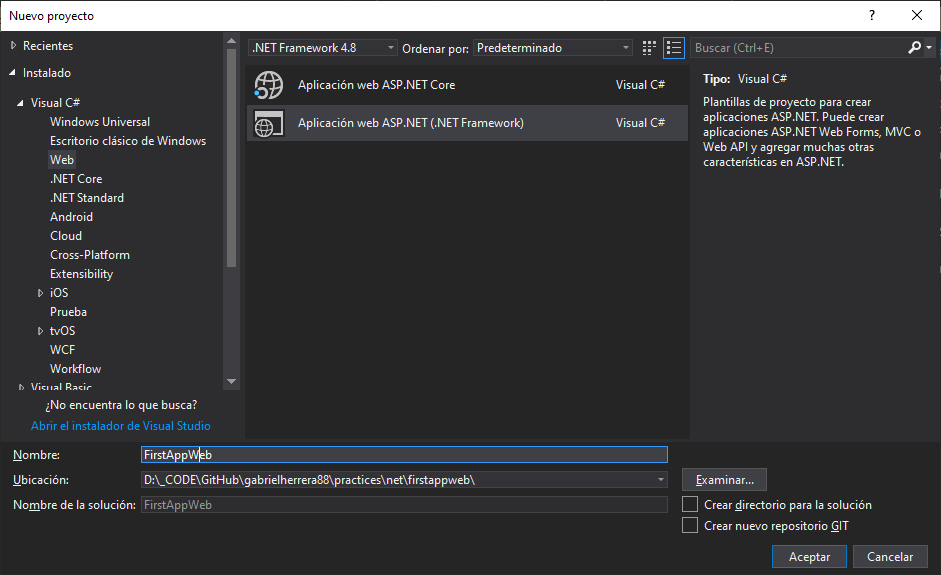 Nuevo proyecto
?
Recientes
Instalado
Visual C#
Windows Universal
Escritorio clásico de Windows
Web
.NET Core
.NET Standard
Android
Cloud
Cross-Platform
Extensibility
iOS
Prueba
tvOS
WCF
Workflow
Visual Basic
¿No encuentra lo que busca?
Abrir el instalador de Visual Studio
.NET Framework 4.8 Ordenar por: Predeterminado
Aplicación web ASP.NET Core Visual C#
Aplicación web ASP.NET (.NET Framework) Visual C#
Buscar (Ctrl+E)
Tipo: Visual C#
Plantillas de proyecto para crear
aplicaciones ASP.NET. Puede crear
aplicaciones ASP.NET Web Forms, MVC o
Web API y agregar muchas otras
características en ASP.NET.
Nombre: FirstAppWeb
Ubicación: D:\_CODE\GitHub\gabrielherrera88\practices\net\firstappweb\ Examinar...
Nombre de la solución: FirstAppWeb
Crear directorio para la solución
Crear nuevo repositorio GIT
Aceptar Cancelar